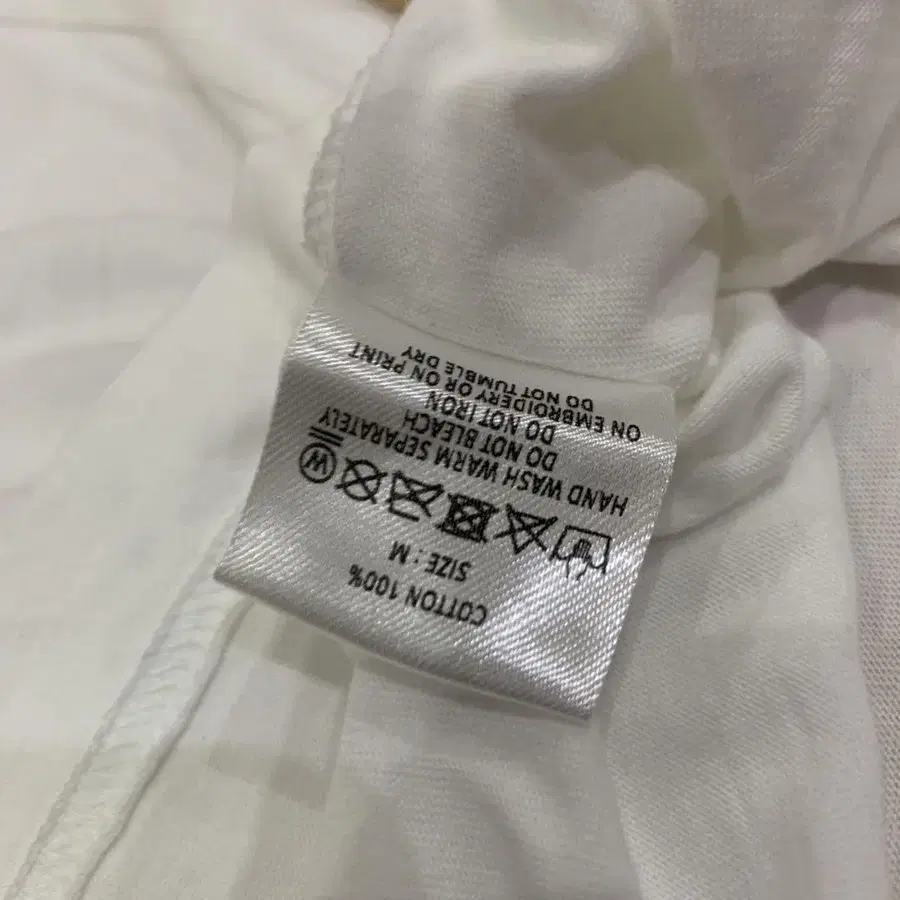 COTTON 100%
SIZE : M
W
HAND WASH WARM SEPARATELY
DO NOT BLEACH
DO NOT IRON
ON EMBROIDERY OR ON PRINT
DO NOT TUMBLE DRY